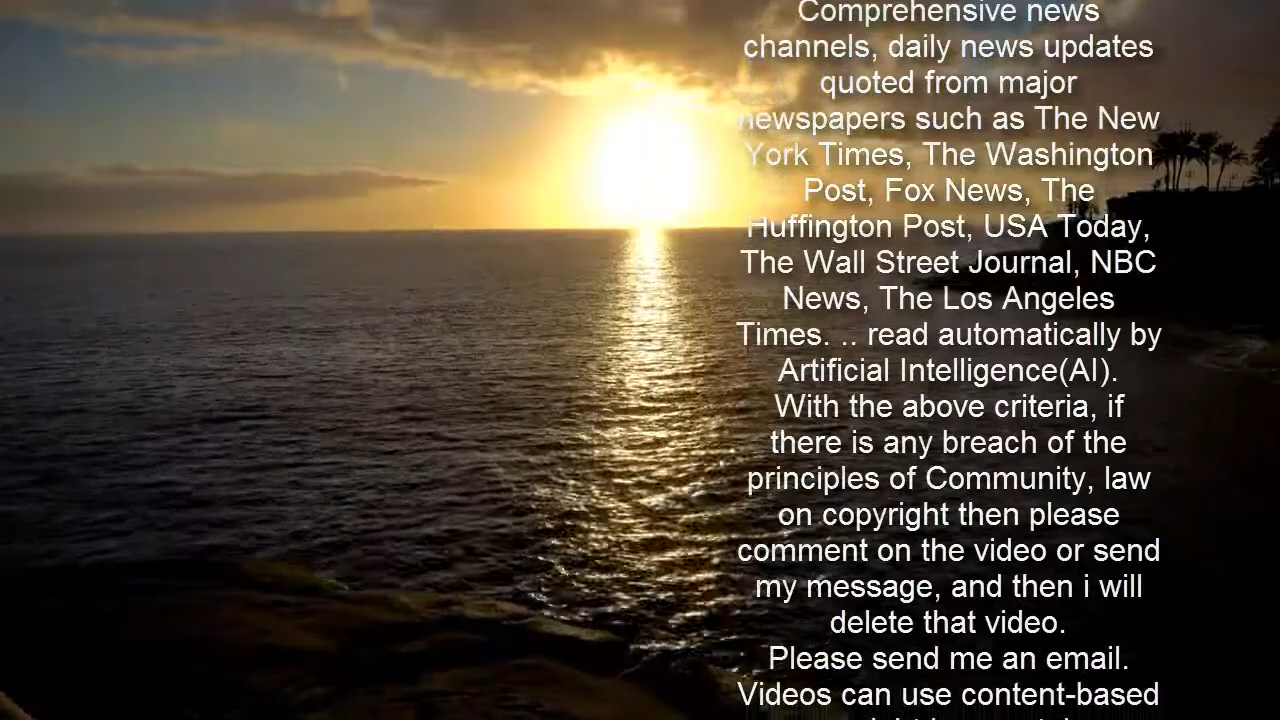 Comprehensive news
channels, daily news updates
quoted from major
newspapers such as The New
York Times, The Washington
Post, Fox News, The
Huffington Post, USA Today,
The Wall Street Journal, NBC
News, The Los Angeles
Times. .. read automatically by
Artificial Intelligence(AI).
With the above criteria, if
there is any breach of the
principles of Community, law
on copyright then please
comment on the video or send
my message, and then i will
delete that video.
Please send me an email.
Videos can use content-based